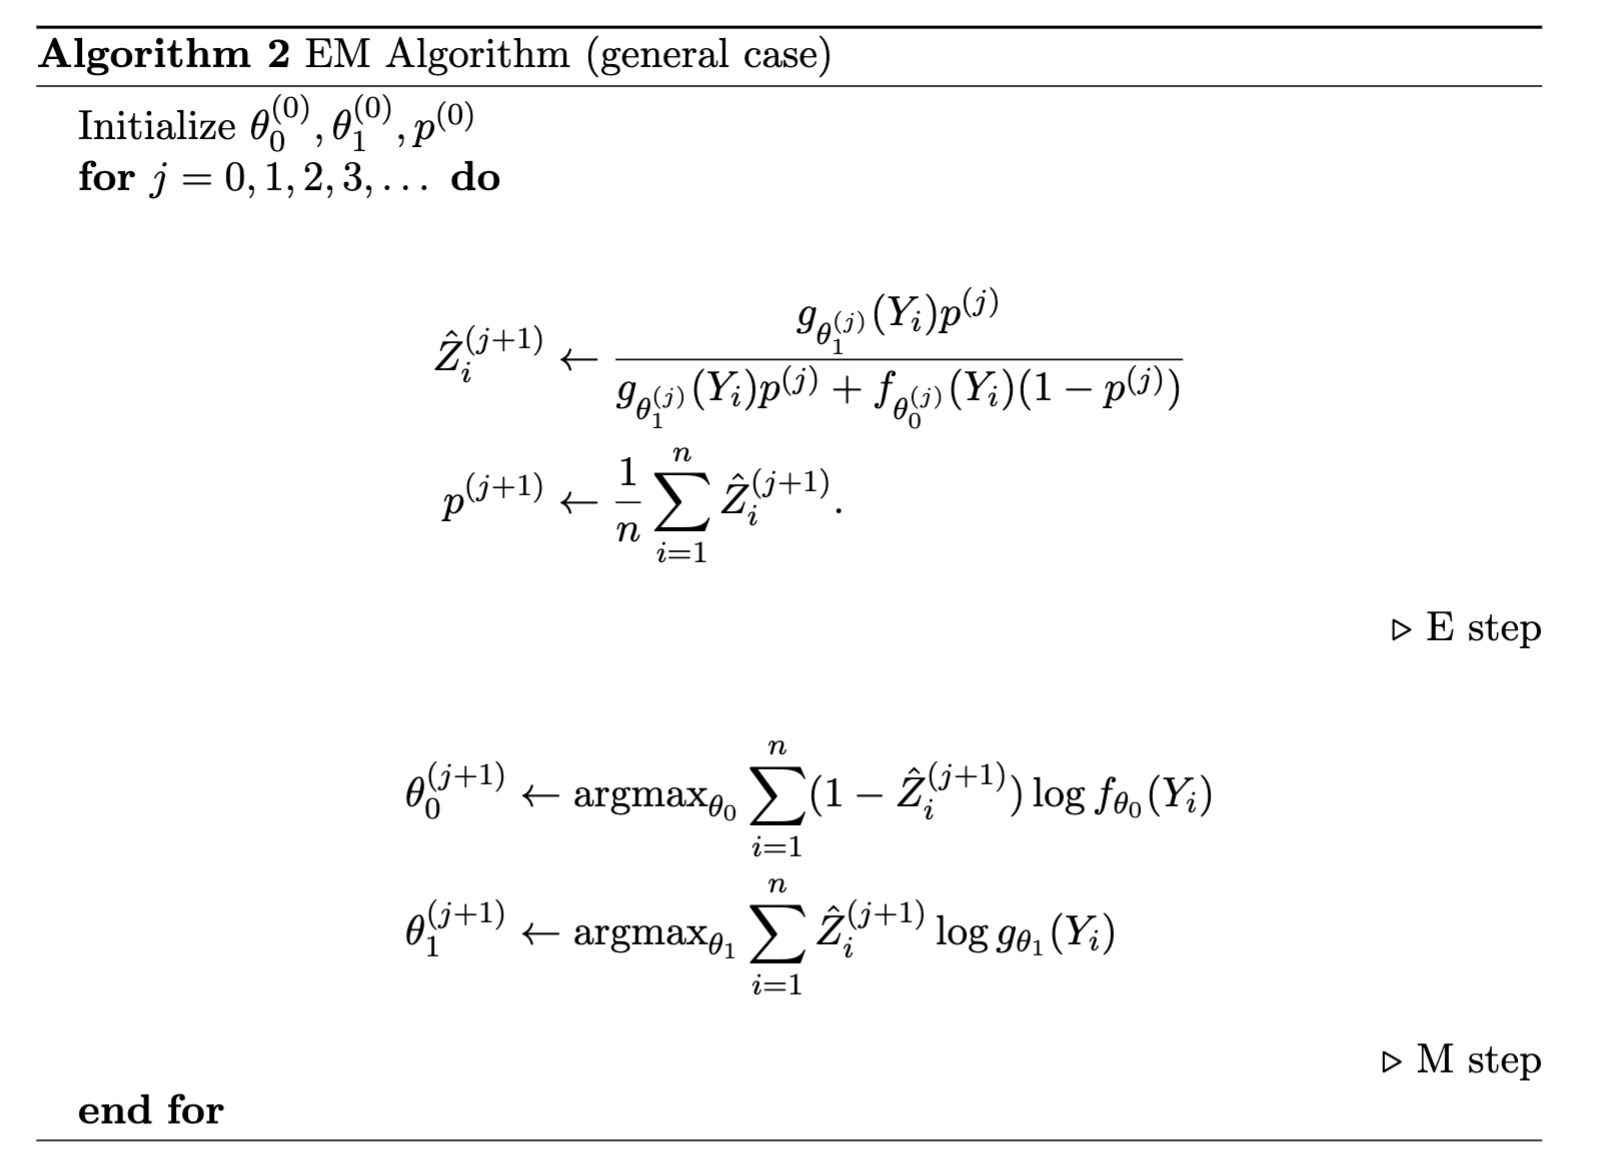 Algorithm 2 EM Algorithm (general case)
Initialize $\theta_0^{(0)}, \theta_1^{(0)}, p^{(0)}$
for $j = 0, 1, 2, 3, \ldots$ do
$\hat{Z}_i^{(j+1)} \leftarrow \frac{g_{\theta_1^{(j)}}(Y_i)p^{(j)}}{g_{\theta_1^{(j)}}(Y_i)p^{(j)} + f_{\theta_0^{(j)}}(Y_i)(1 - p^{(j)})}$
$p^{(j+1)} \leftarrow \frac{1}{n} \sum_{i=1}^{n} \hat{Z}_i^{(j+1)}.$
▷ E step
$\theta_0^{(j+1)} \leftarrow \text{argmax}_{\theta_0} \sum_{i=1}^{n} (1 - \hat{Z}_i^{(j+1)}) \log f_{\theta_0}(Y_i)$
$\theta_1^{(j+1)} \leftarrow \text{argmax}_{\theta_1} \sum_{i=1}^{n} \hat{Z}_i^{(j+1)} \log g_{\theta_1}(Y_i)$
▷ M step
end for